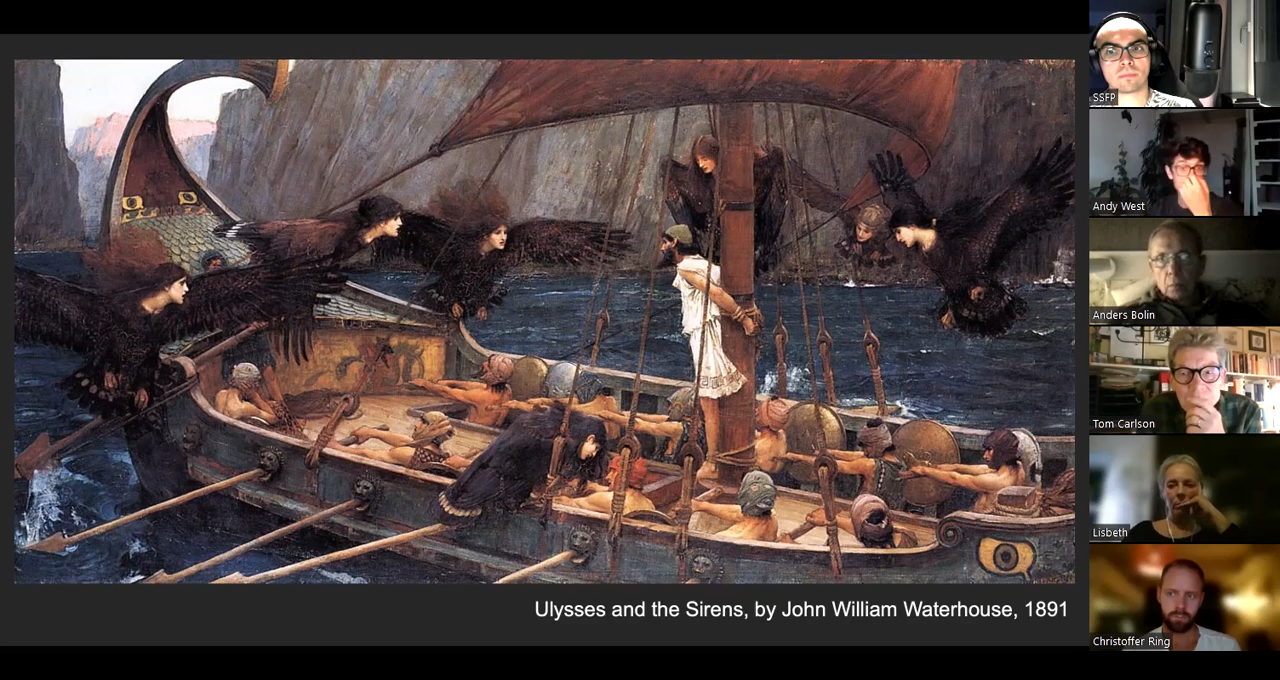 Ulysses and the Sirens, by John William Waterhouse, 1891
SSFP
Andy West
Anders Bolin
Tom Carlson
Lisbeth
Christoffer Ring